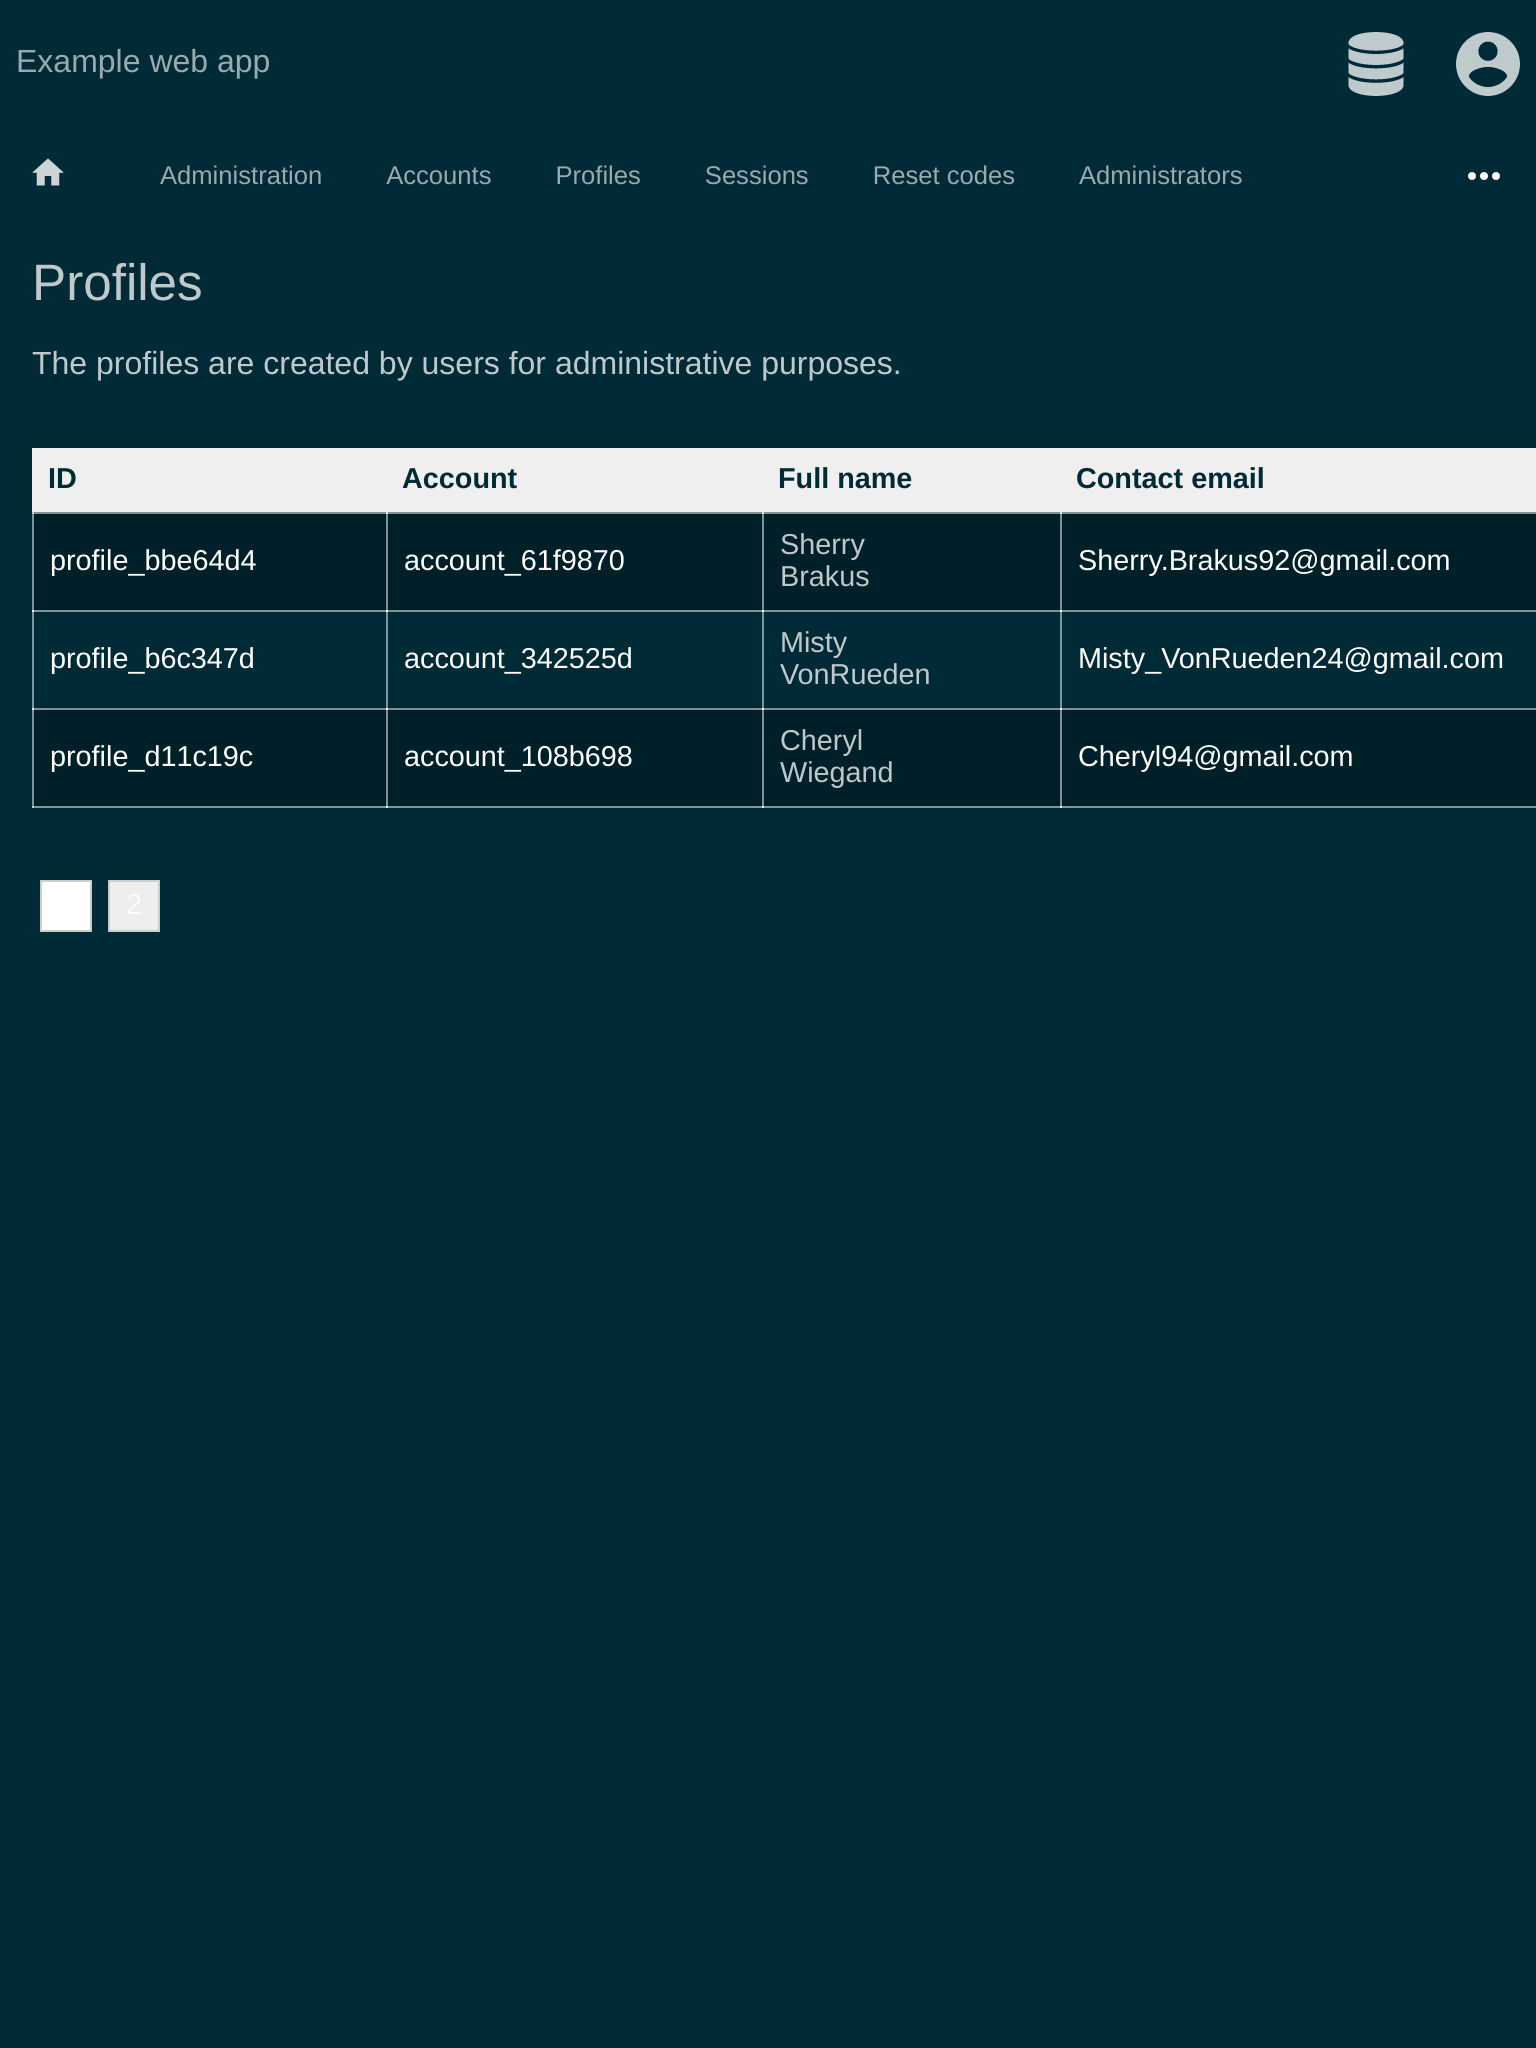 Example web app
Administration Accounts Profiles Sessions Reset codes Administrators
Profiles
The profiles are created by users for administrative purposes.
ID Account Full name Contact email
profile_bbe64d4 account_61f9870 Sherry Brakus Sherry.Brakus92@gmail.com
profile_b6c347d account_342525d Misty VonRueden Misty_VonRueden24@gmail.com
profile_d11c19c account_108b698 Cheryl Wiegand Cheryl94@gmail.com
2